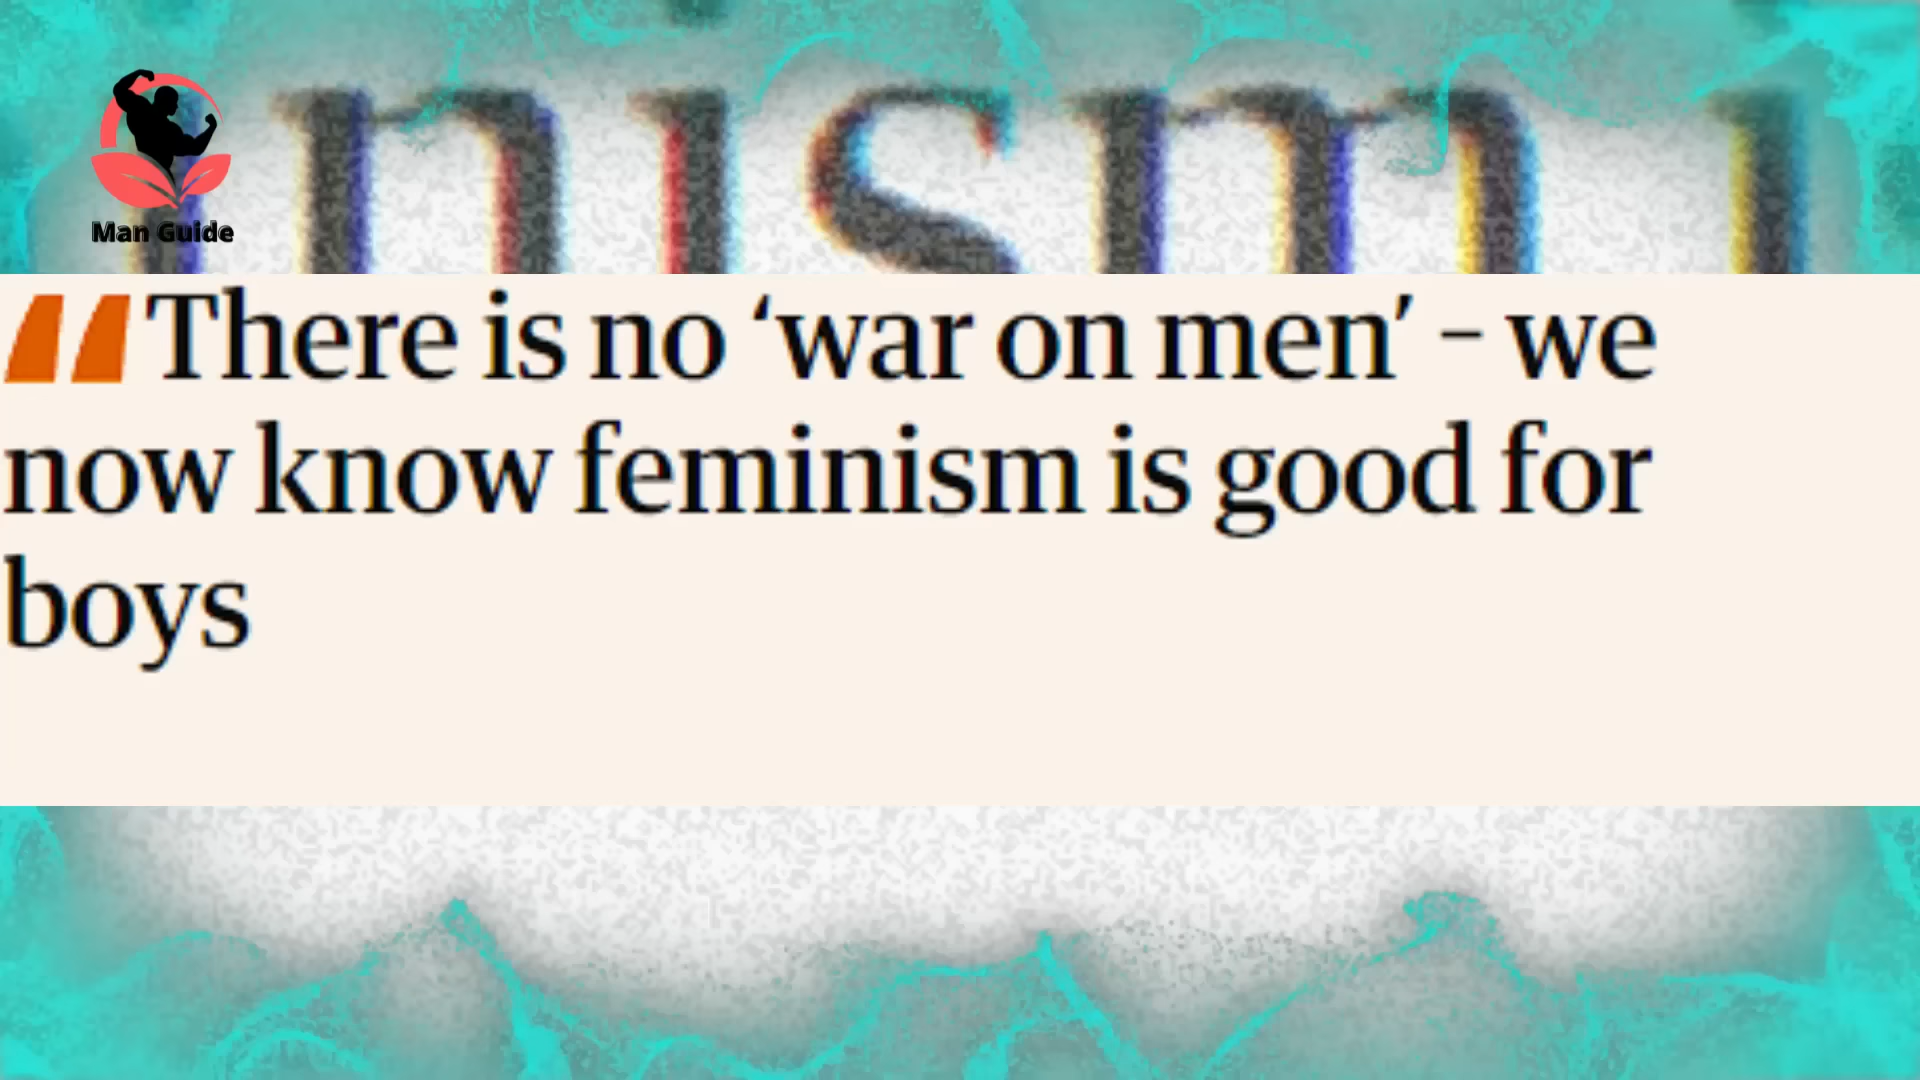 nism i
Man Guide
There is no ‘war on men’ – we
now know feminism is good for
boys